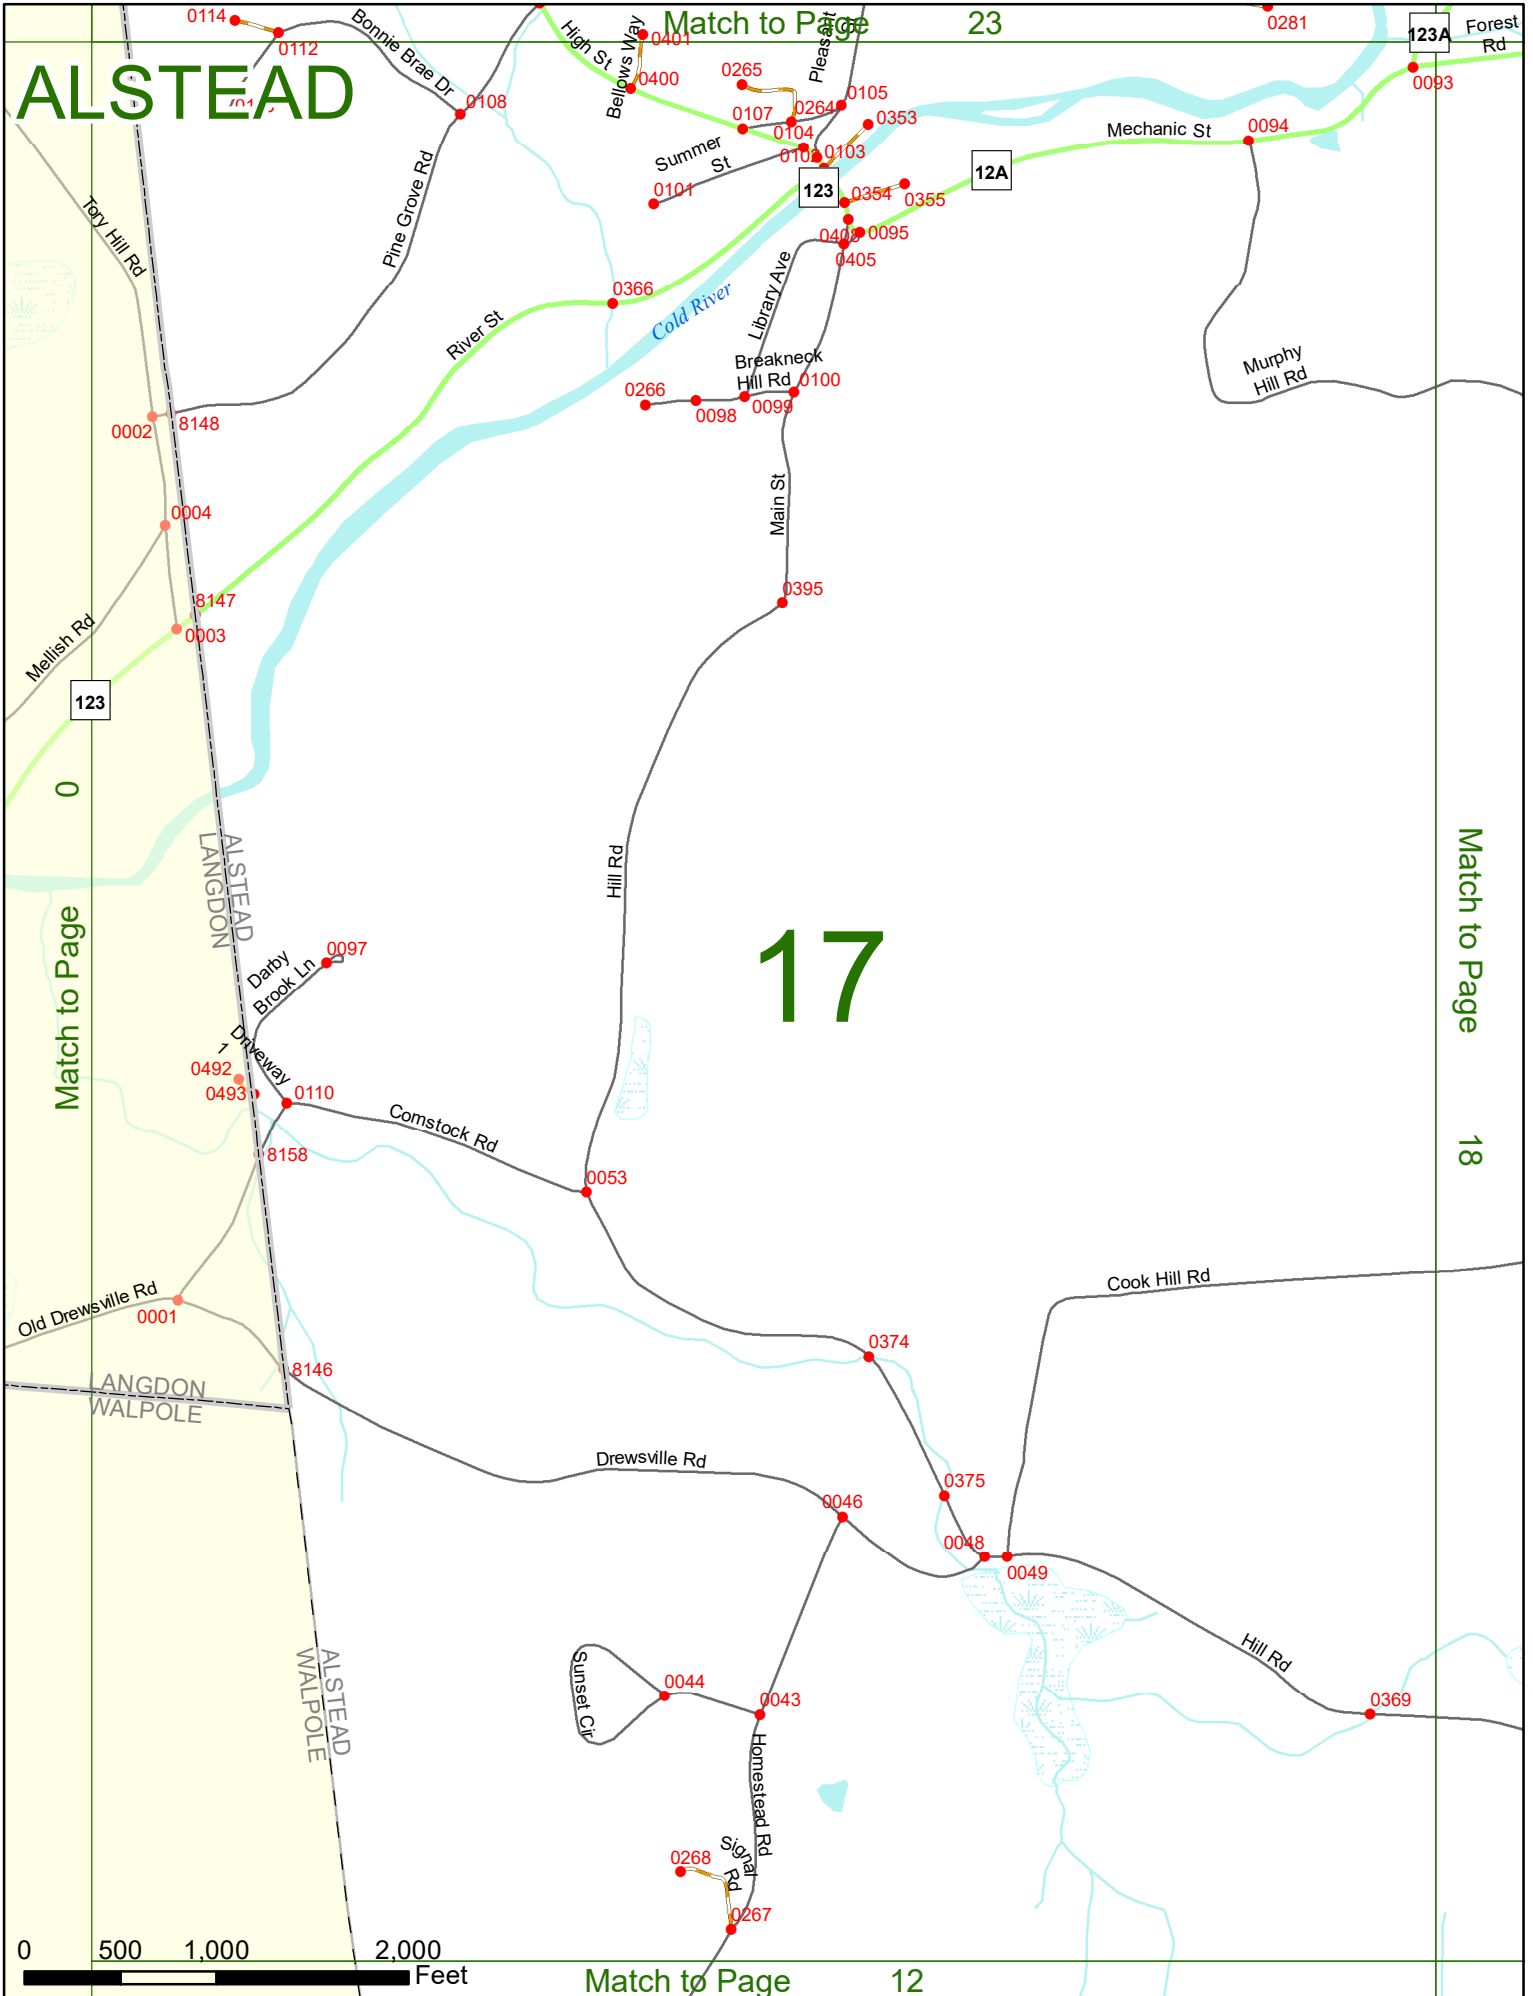 0114
0112
Bonnie Brae Dr
High St
Bellows Way
0401
Match to Page 23
Pleasant
0281
123A
Forest
Rd
0093
ALSTEAD
0108
0400
0265
0107
0264
0105
0104
0353
0103
Mechanic St
0094
Summer
St
0101
123
12A
0354
0355
0408
0095
0405
Tory Hill Rd
Pine Grove Rd
0366
Cold River
Library Ave
River St
Breakneck
Hill Rd
0100
0266
0098
0099
Murphy
Hill Rd
0002
8148
0004
Main St
0395
8147
0003
Mellish Rd
123
Match to Page 0
ALSTEAD
LANGDON
Hill Rd
17
Match to Page 18
0097
Darby
Brook Ln
Driveway
1
0492
0493
0110
Comstock Rd
8158
0053
Old Drewsville Rd
0001
Cook Hill Rd
0374
8146
LANGDON
WALPOLE
Drewsville Rd
0375
0046
0048
0049
Hill Rd
ALSTEAD
WALPOLE
Sunset Cir
0044
0043
0369
Homestead Rd
0268
Signal
Rd
0267
0 500 1,000 2,000
Feet
Match to Page 12